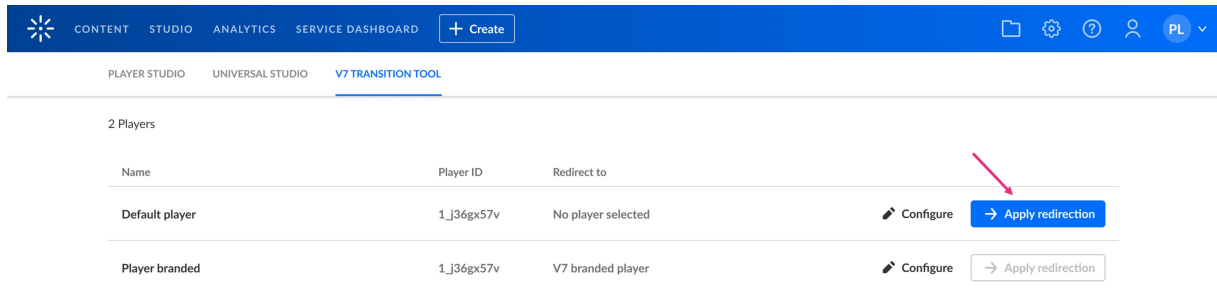 CONTENT STUDIO ANALYTICS SERVICE DASHBOARD + Create PL
PLAYER STUDIO UNIVERSAL STUDIO V7 TRANSITION TOOL
2 Players
Name Player ID Redirect to
Default player 1_j36gx57v No player selected Configure → Apply redirection
Player branded 1_j36gx57v V7 branded player Configure → Apply redirection